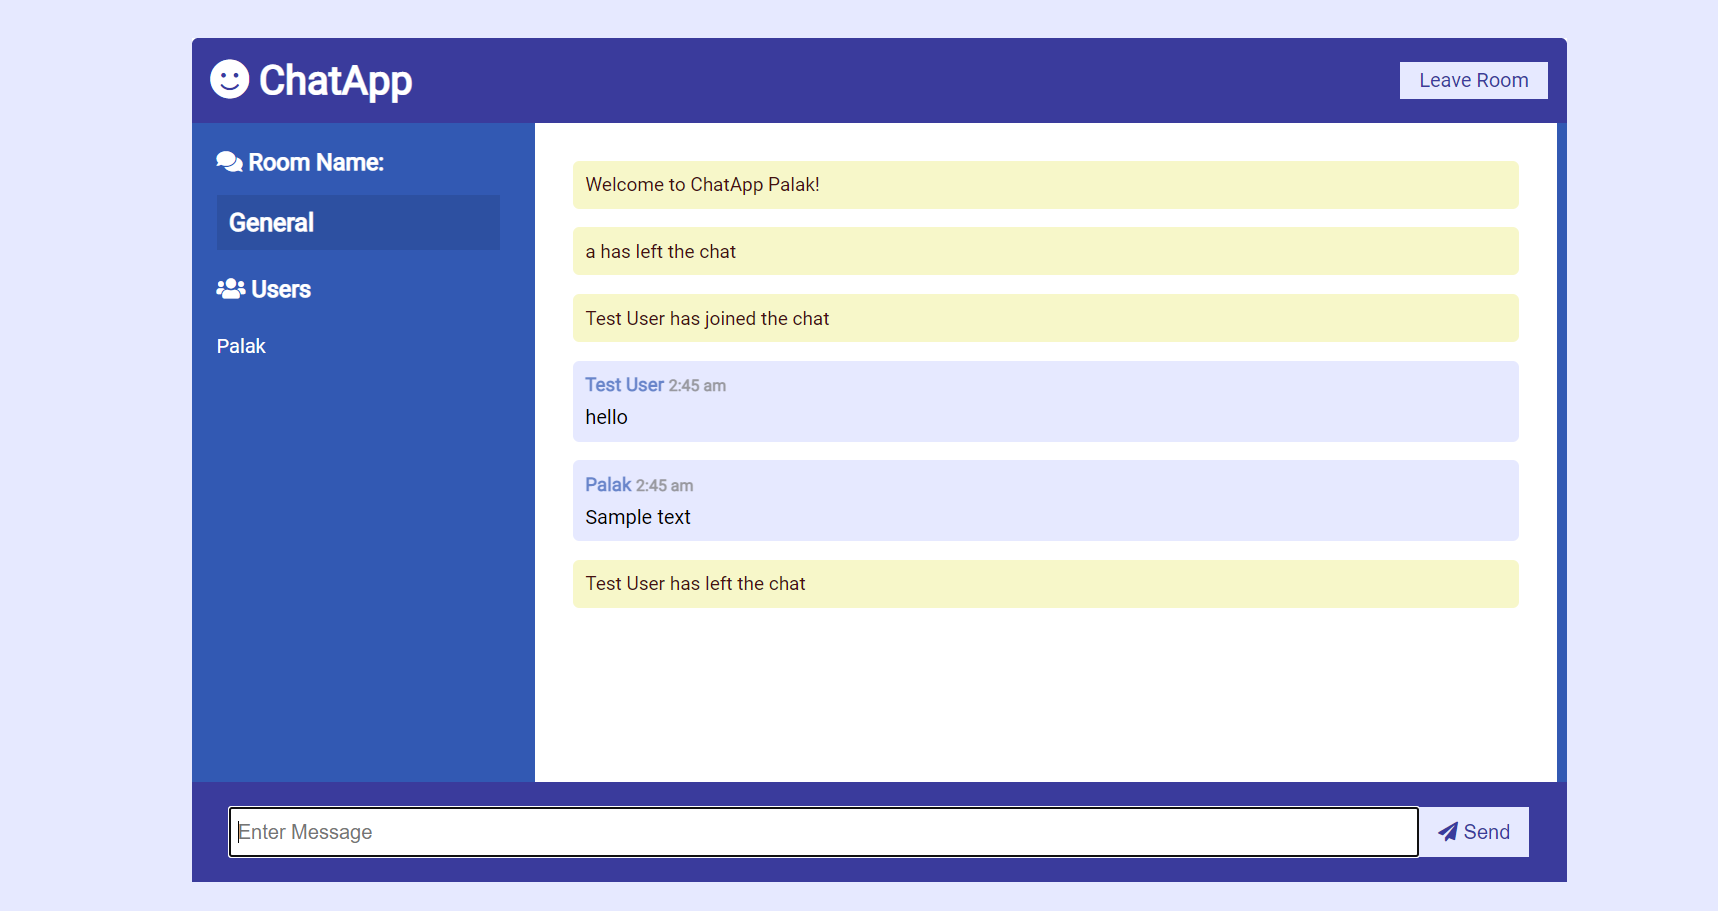 ChatApp
Leave Room
Room Name:
General
Users
Palak
Welcome to ChatApp Palak!
a has left the chat
Test User has joined the chat
Test User 2:45 am
hello
Palak 2:45 am
Sample text
Test User has left the chat
Enter Message
Send